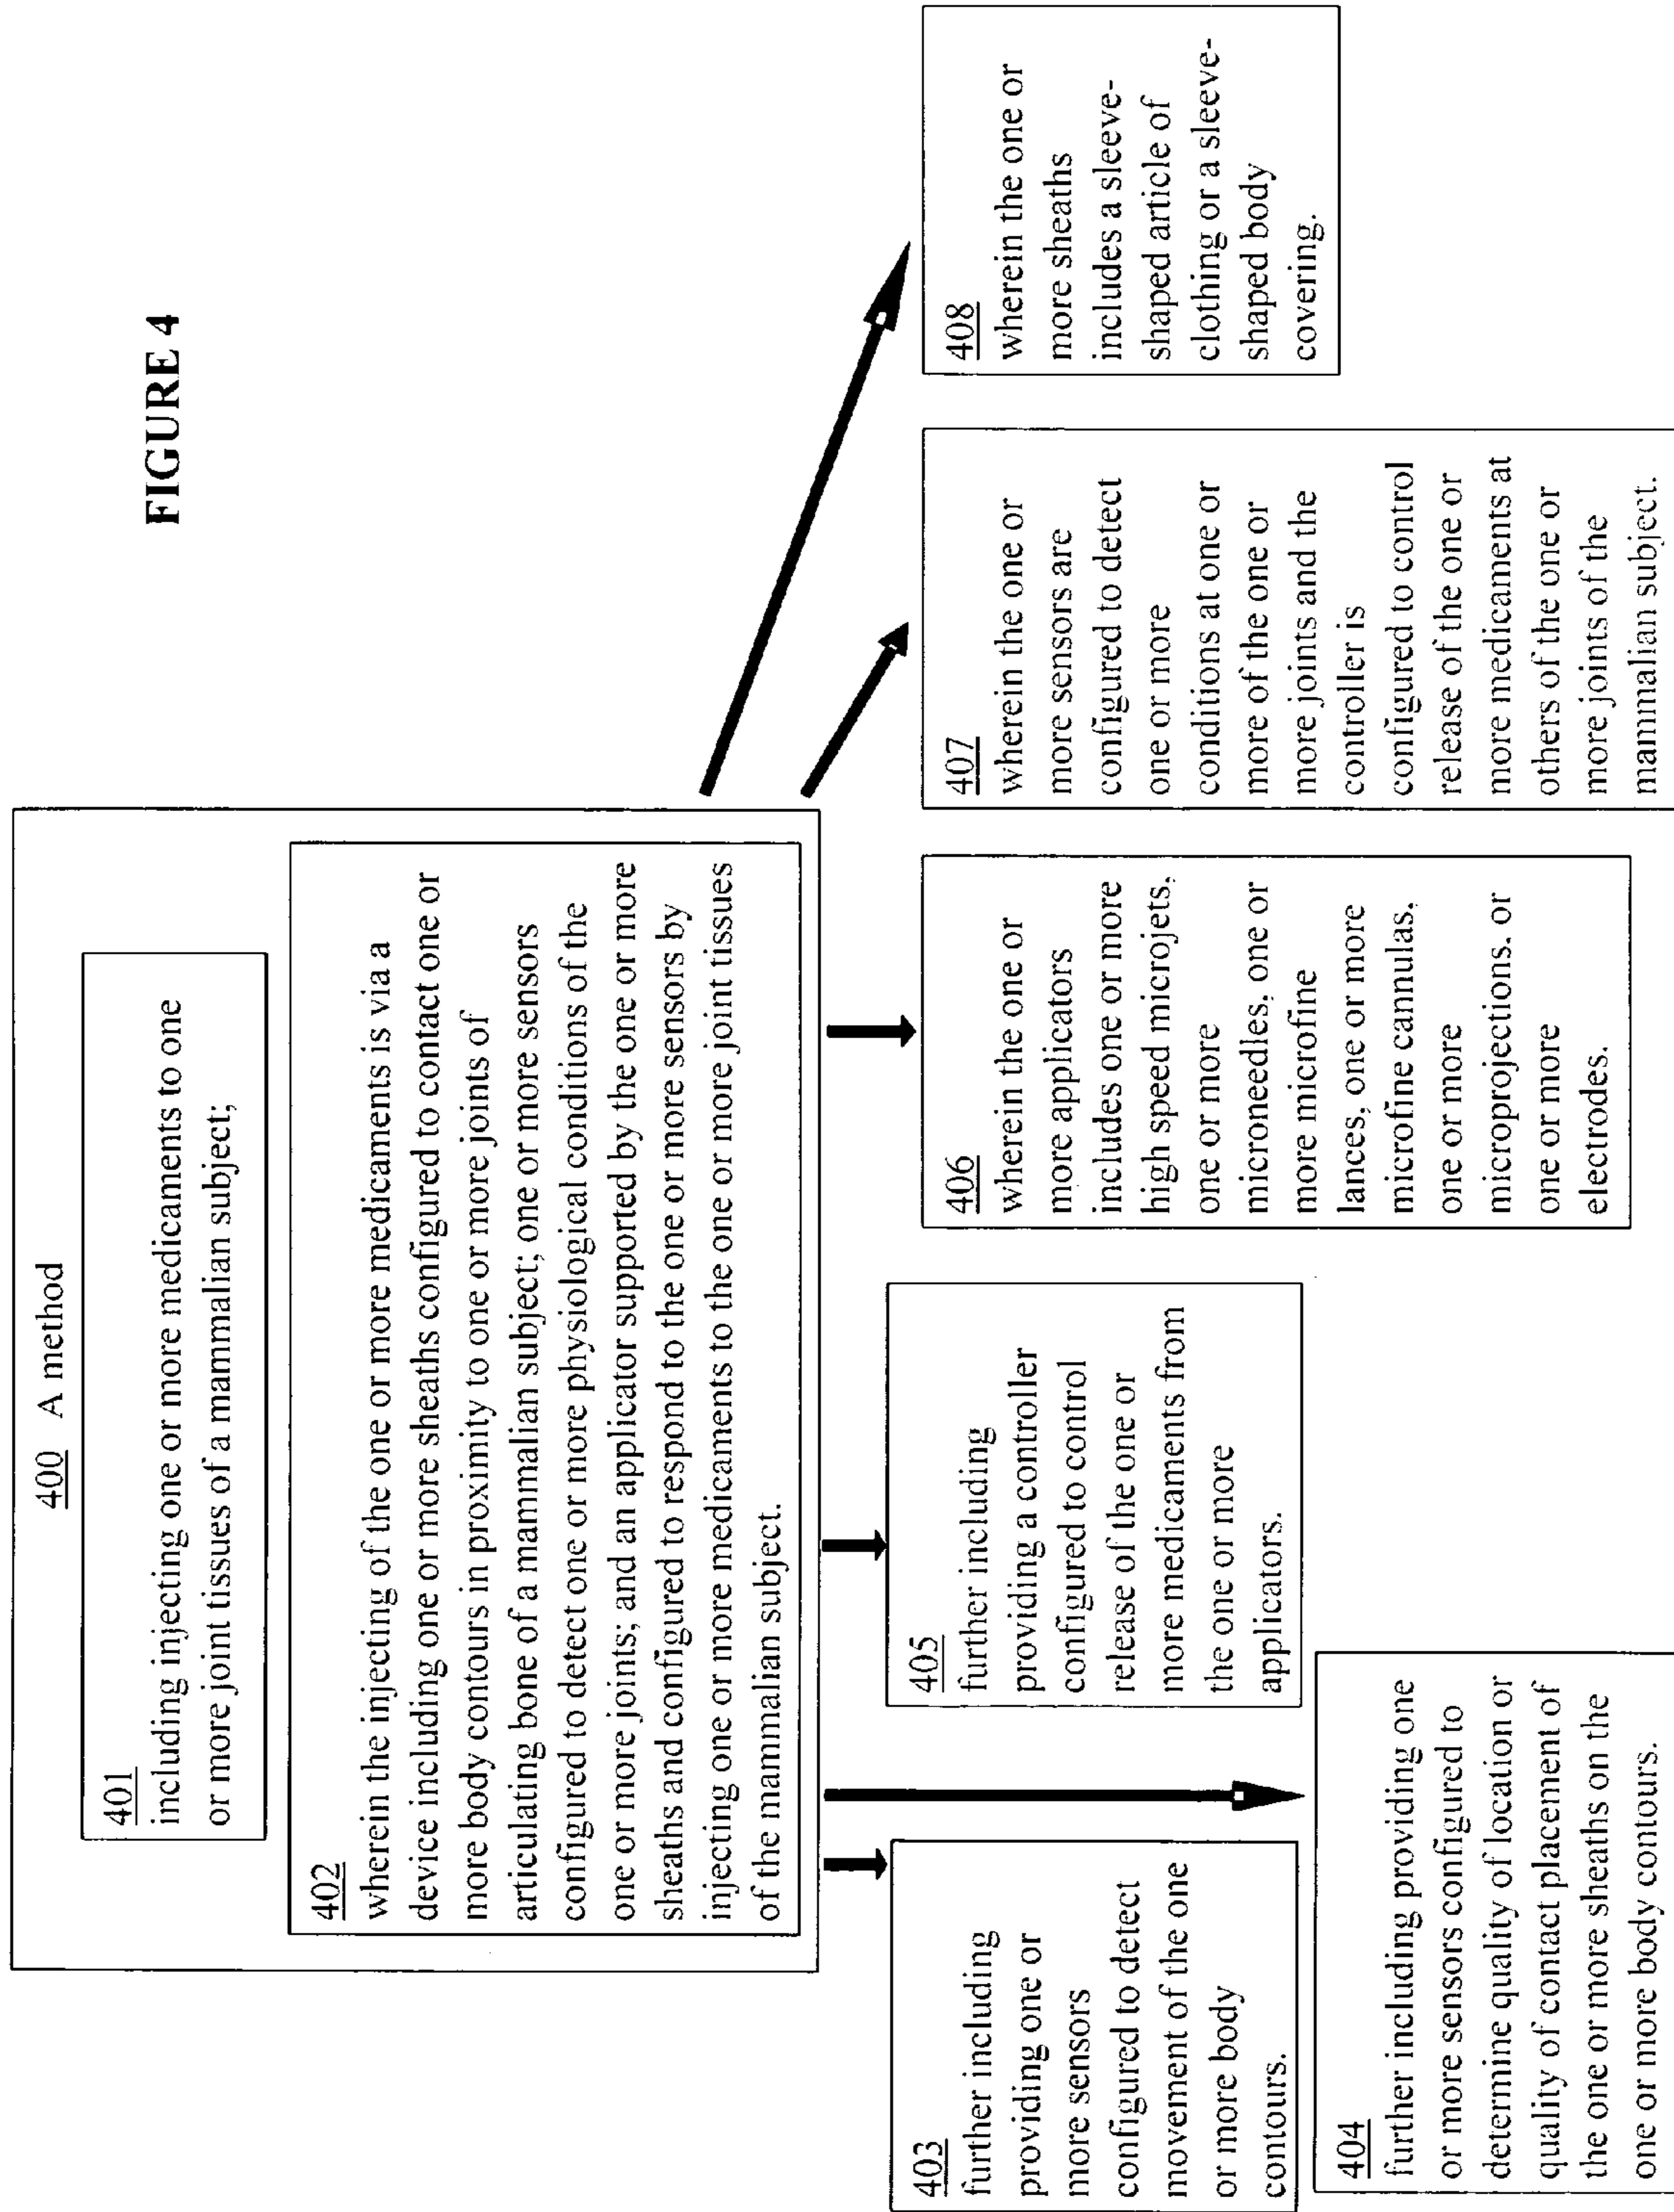 FIGURE 4
400 A method
401
including injecting one or more medicaments to one
or more joint tissues of a mammalian subject;
402
wherein the injecting of the one or more medicaments is via a
device including one or more sheaths configured to contact one or
more body contours in proximity to one or more joints of
articulating bone of a mammalian subject; one or more sensors
configured to detect one or more physiological conditions of the
one or more joints; and an applicator supported by the one or more
sheaths and configured to respond to the one or more sensors by
injecting one or more medicaments to the one or more joint tissues
of the mammalian subject.
403
further including
providing one or
more sensors
configured to detect
movement of the one
or more body
contours.
404
further including providing one
or more sensors configured to
determine quality of location or
quality of contact placement of
the one or more sheaths on the
one or more body contours.
405
further including
providing a controller
configured to control
release of the one or
more medicaments from
the one or more
applicators.
406
wherein the one or
more applicators
includes one or more
high speed microjets,
one or more
microneedles, one or
more microfine
lances, one or more
microfine cannulas,
one or more
microprojections, or
one or more
electrodes.
407
wherein the one or
more sensors are
configured to detect
one or more
conditions at one or
more of the one or
more joints and the
controller is
configured to control
release of the one or
more medicaments at
others of the one or
more joints of the
mammalian subject.
408
wherein the one or
more sheaths
includes a sleeve-
shaped article of
clothing or a sleeve-
shaped body
covering.